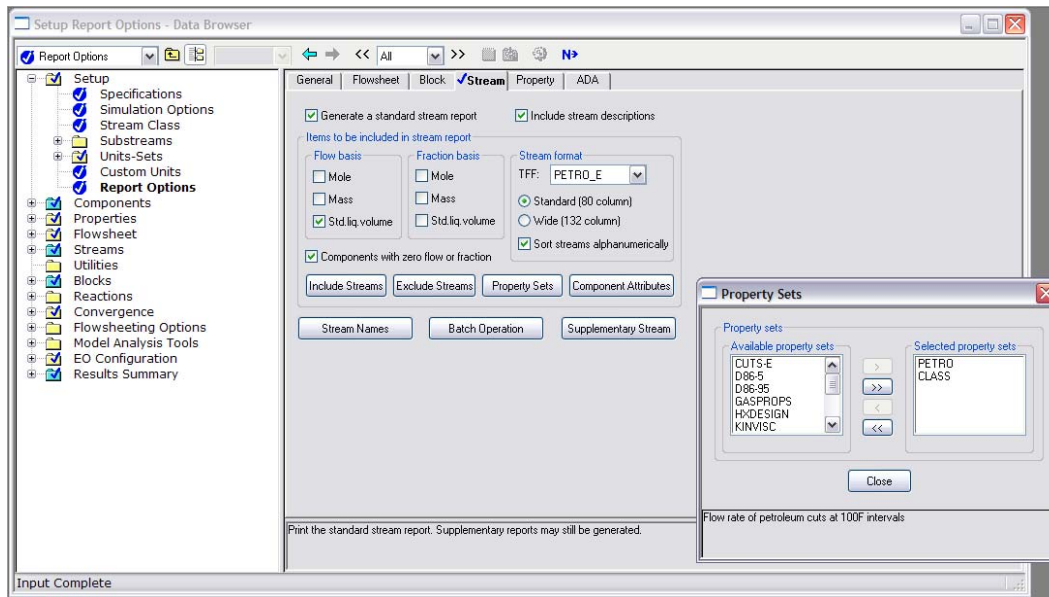 Setup Report Options - Data Browser
Report Options
<< All >> N>
Setup
Specifications
Simulation Options
Stream Class
Substreams
Units-Sets
Custom Units
Report Options
Components
Properties
Flowsheet
Streams
Utilities
Blocks
Reactions
Convergence
Flowsheeting Options
Model Analysis Tools
EO Configuration
Results Summary
General Flowsheet Block Stream Property ADA
Generate a standard stream report Include stream descriptions
Items to be included in stream report
Flow basis Fraction basis Stream format
Mole Mole TFF: PETRO_E
Mass Mass Standard (80 column)
Std.liq.volume Std.liq.volume Wide (132 column)
Sort streams alphanumerically
Components with zero flow or fraction
Include Streams Exclude Streams Property Sets Component Attributes
Stream Names Batch Operation Supplementary Stream
Print the standard stream report. Supplementary reports may still be generated.
Input Complete
Property Sets
Property sets
Available property sets Selected property sets
CUTS-E > PETRO
D86-5 CLASS
D86-95 >>
GASPROPS <
HXDESIGN
KINVISC <<
Close
Flow rate of petroleum cuts at 100F intervals